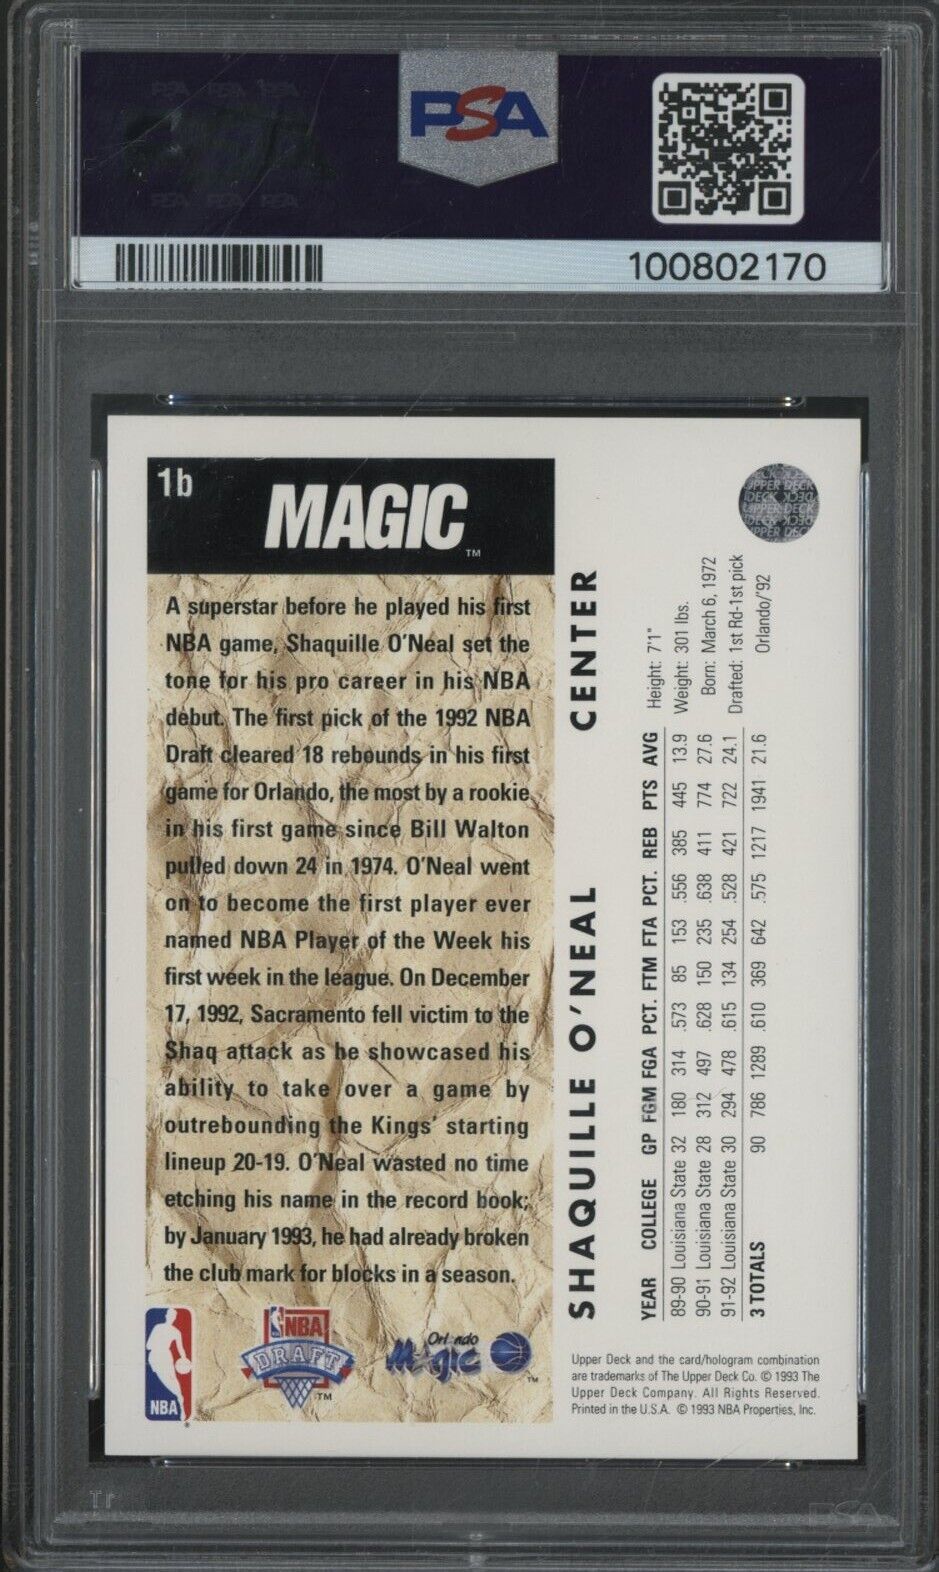 PSA
100802170
1b
MAGIC™
A superstar before he played his first
NBA game, Shaquille O'Neal set the
tone for his pro career in his NBA
debut. The first pick of the 1992 NBA
Draft cleared 18 rebounds in his first
game for Orlando, the most by a rookie
in his first game since Bill Walton
pulled down 24 in 1974. O'Neal went
on to become the first player ever
named NBA Player of the Week his
first week in the league. On December
17, 1992, Sacramento fell victim to the
Shaq attack as he showcased his
ability to take over a game by
outrebounding the Kings' starting
lineup 20-19. O'Neal wasted no time
etching his name in the record book;
by January 1993, he had already broken
the club mark for blocks in a season.
NBA
NBA
DRAFT™
Orlando
Magic™
SHAQUILLE O'NEAL CENTER
Height: 7'1"
Weight: 301 lbs.
Born: March 6, 1972
Drafted: 1st Rd-1st pick
Orlando/'92
YEAR COLLEGE GP FGM FGA PCT. FTM FTA PCT. REB PTS AVG
89-90 Louisiana State 32 180 314 .573 85 153 .556 385 445 13.9
90-91 Louisiana State 28 312 497 .628 150 235 .638 411 774 27.6
91-92 Louisiana State 30 294 478 .615 134 254 .528 421 722 24.1
3 TOTALS 90 786 1289 .610 369 642 .575 1217 1941 21.6
UPPER DECK
Upper Deck and the card/hologram combination
are trademarks of The Upper Deck Co. © 1993 The
Upper Deck Company. All Rights Reserved.
Printed in the U.S.A. © 1993 NBA Properties, Inc.
PSA